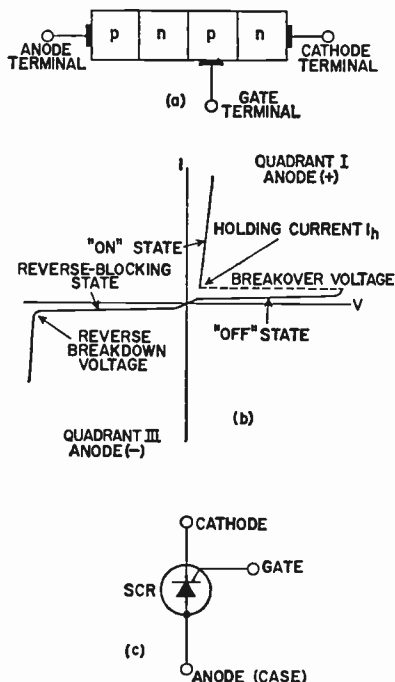 p n p n
ANODE
TERMINAL
CATHODE
TERMINAL
(a)
GATE
TERMINAL
I
QUADRANT I
ANODE (+)
"ON" STATE
HOLDING CURRENT Ih
REVERSE-BLOCKING
STATE
BREAKOVER VOLTAGE
V
"OFF" STATE
REVERSE
BREAKDOWN
VOLTAGE
(b)
QUADRANT III
ANODE(-)
CATHODE
GATE
SCR
(c)
ANODE (CASE)